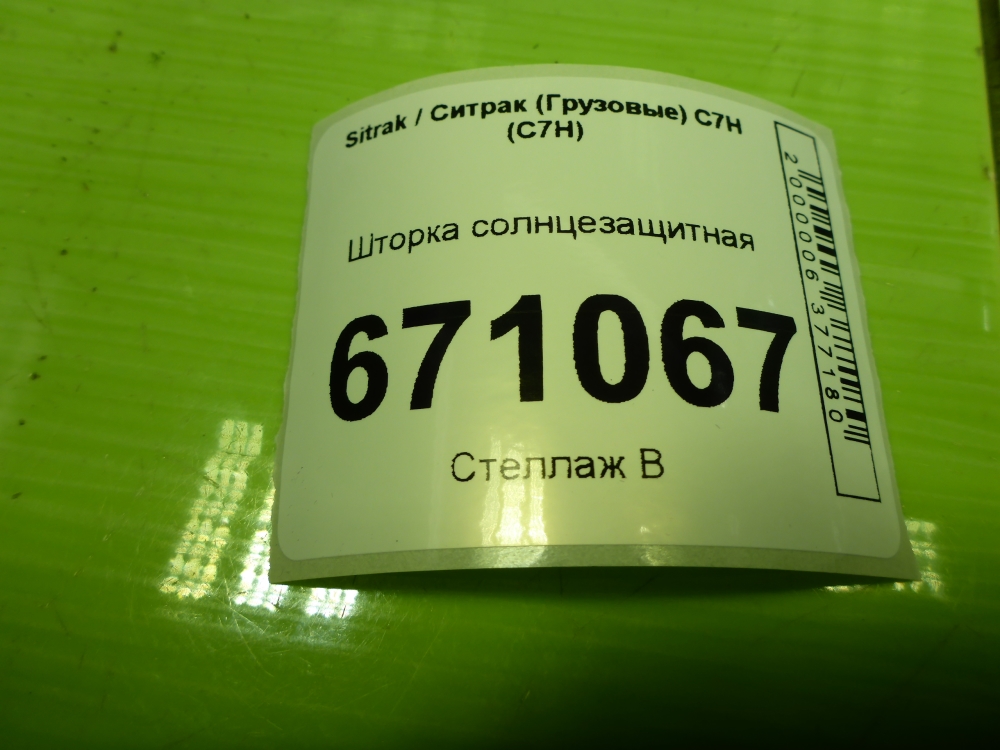 Sitrak / Ситрак (Грузовые) C7H
(C7H)
Шторка солнцезащитная
671067
Стеллаж В
2000006377180